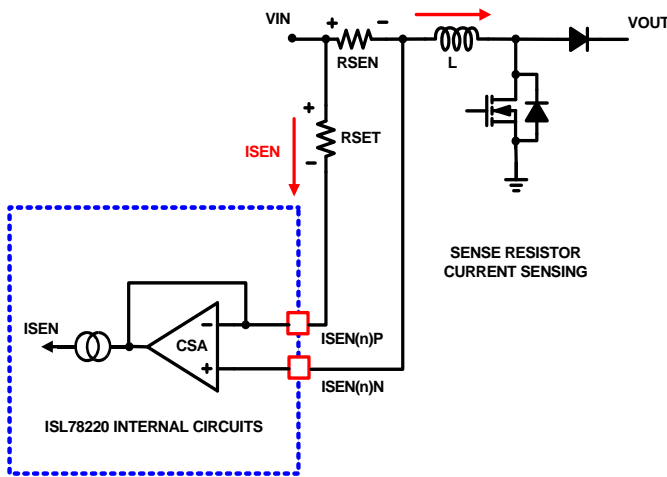 VIN
+
-
RSEN
L
VOUT
+
ISEN
RSET
-
SENSE RESISTOR
CURRENT SENSING
ISEN
CSA
-
+
ISEN(n)P
ISEN(n)N
ISL78220 INTERNAL CIRCUITS